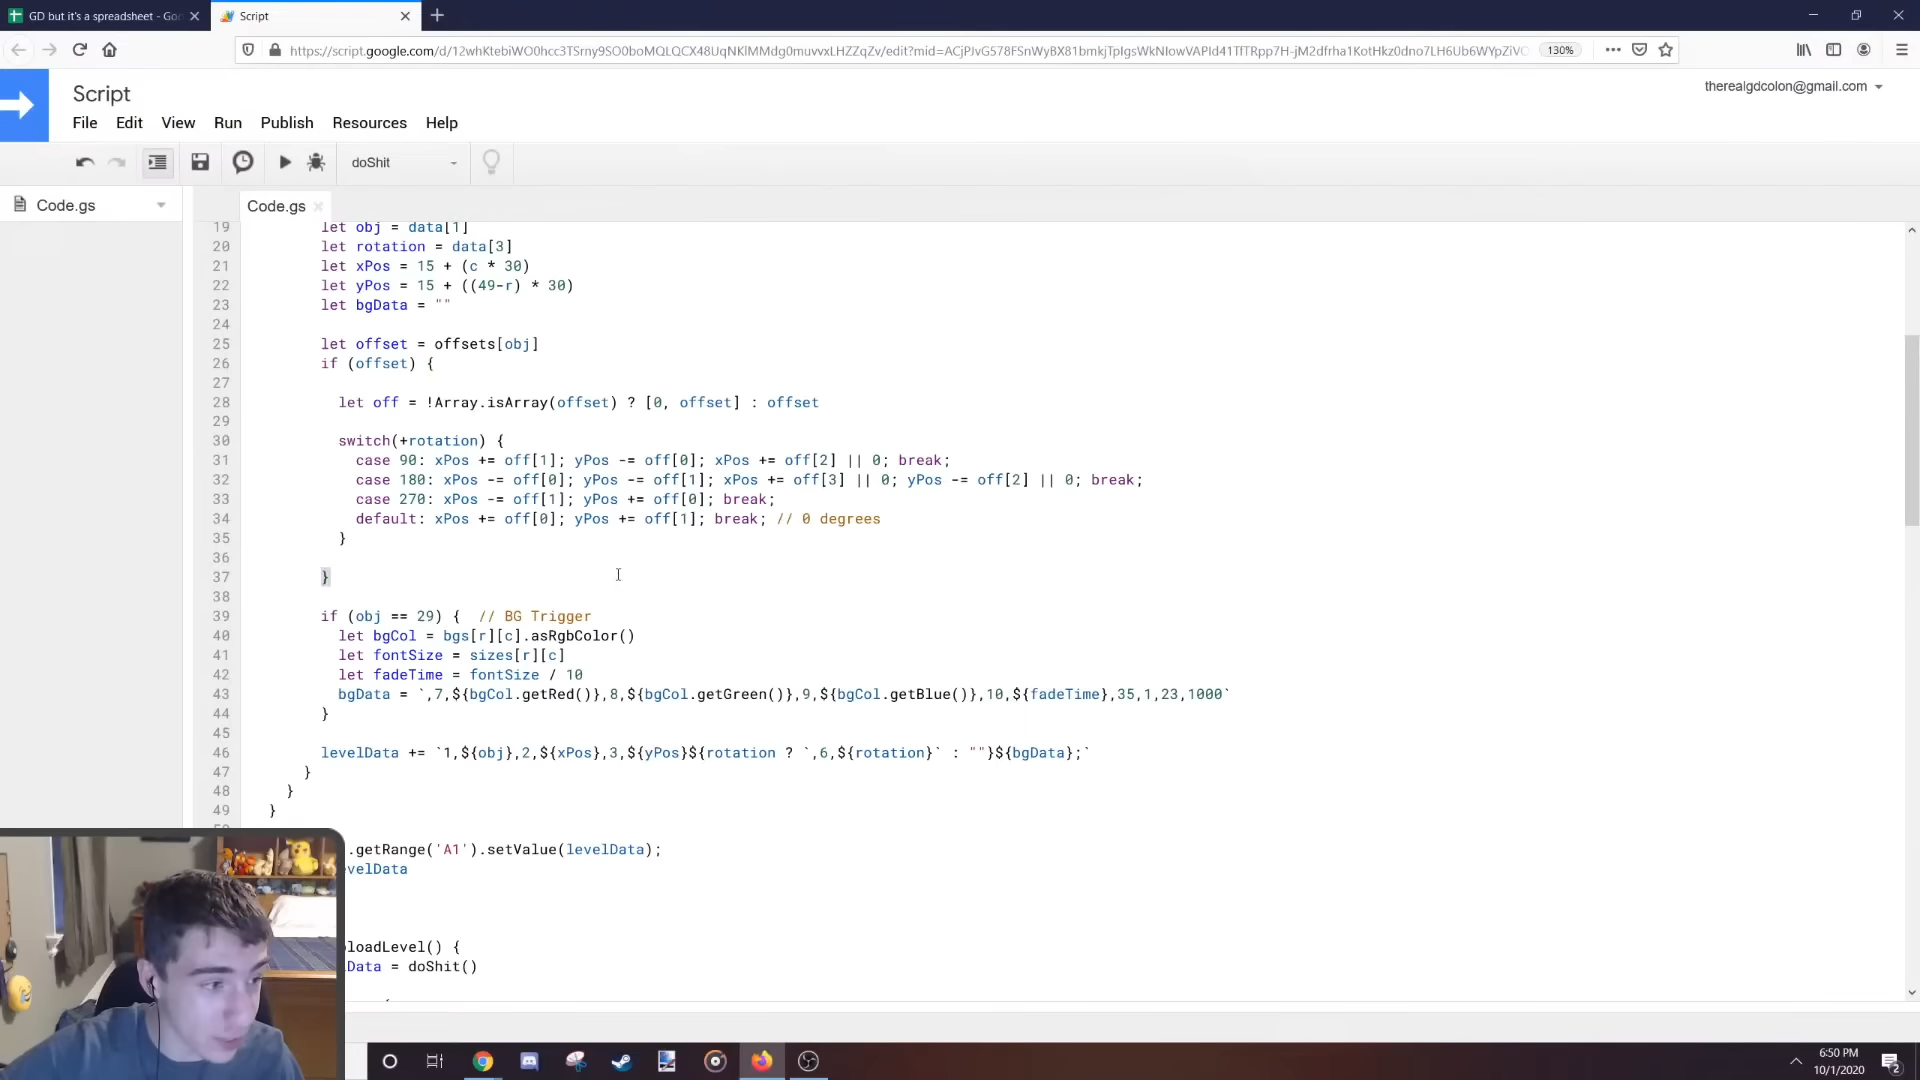 GD but it's a spreadsheet - Goo
Script
https://script.google.com/d/12whKtebiWO0hcc3TSrny9SO0boMQLQCX48UqNKlMMdg0muvvxLHZZqZv/edit?mid=ACjPJvG578FSnWyBX81bmkjTpIgsWkNIowVAPId41TfTRpp7H-jM2dfrha1KotHkz0dno7LH6Ub6WYpZiVC
130%
Script
therealgdcolon@gmail.com
File Edit View Run Publish Resources Help
doShit
Code.gs
Code.gs
19 let obj = data[1]
20 let rotation = data[3]
21 let xPos = 15 + (c * 30)
22 let yPos = 15 + ((49-r) * 30)
23 let bgData = ""
24
25 let offset = offsets[obj]
26 if (offset) {
27
28 let off = !Array.isArray(offset) ? [0, offset] : offset
29
30 switch(+rotation) {
31 case 90: xPos += off[1]; yPos -= off[0]; xPos += off[2] || 0; break;
32 case 180: xPos -= off[0]; yPos -= off[1]; xPos += off[3] || 0; yPos -= off[2] || 0; break;
33 case 270: xPos -= off[1]; yPos += off[0]; break;
34 default: xPos += off[0]; yPos += off[1]; break; // 0 degrees
35 }
36
37 }
38
39 if (obj == 29) { // BG Trigger
40 let bgCol = bgs[r][c].asRgbColor()
41 let fontSize = sizes[r][c]
42 let fadeTime = fontSize / 10
43 bgData = `,7,${bgCol.getRed()},8,${bgCol.getGreen()},9,${bgCol.getBlue()},10,${fadeTime},35,1,23,1000`
44 }
45
46 levelData += `1,${obj},2,${xPos},3,${yPos}${rotation ? `,6,${rotation}` : ""}${bgData};`
47 }
48 }
49 }
.getRange('A1').setValue(levelData);
evelData
loadLevel() {
lData = doShit()
6:50 PM
10/1/2020
2